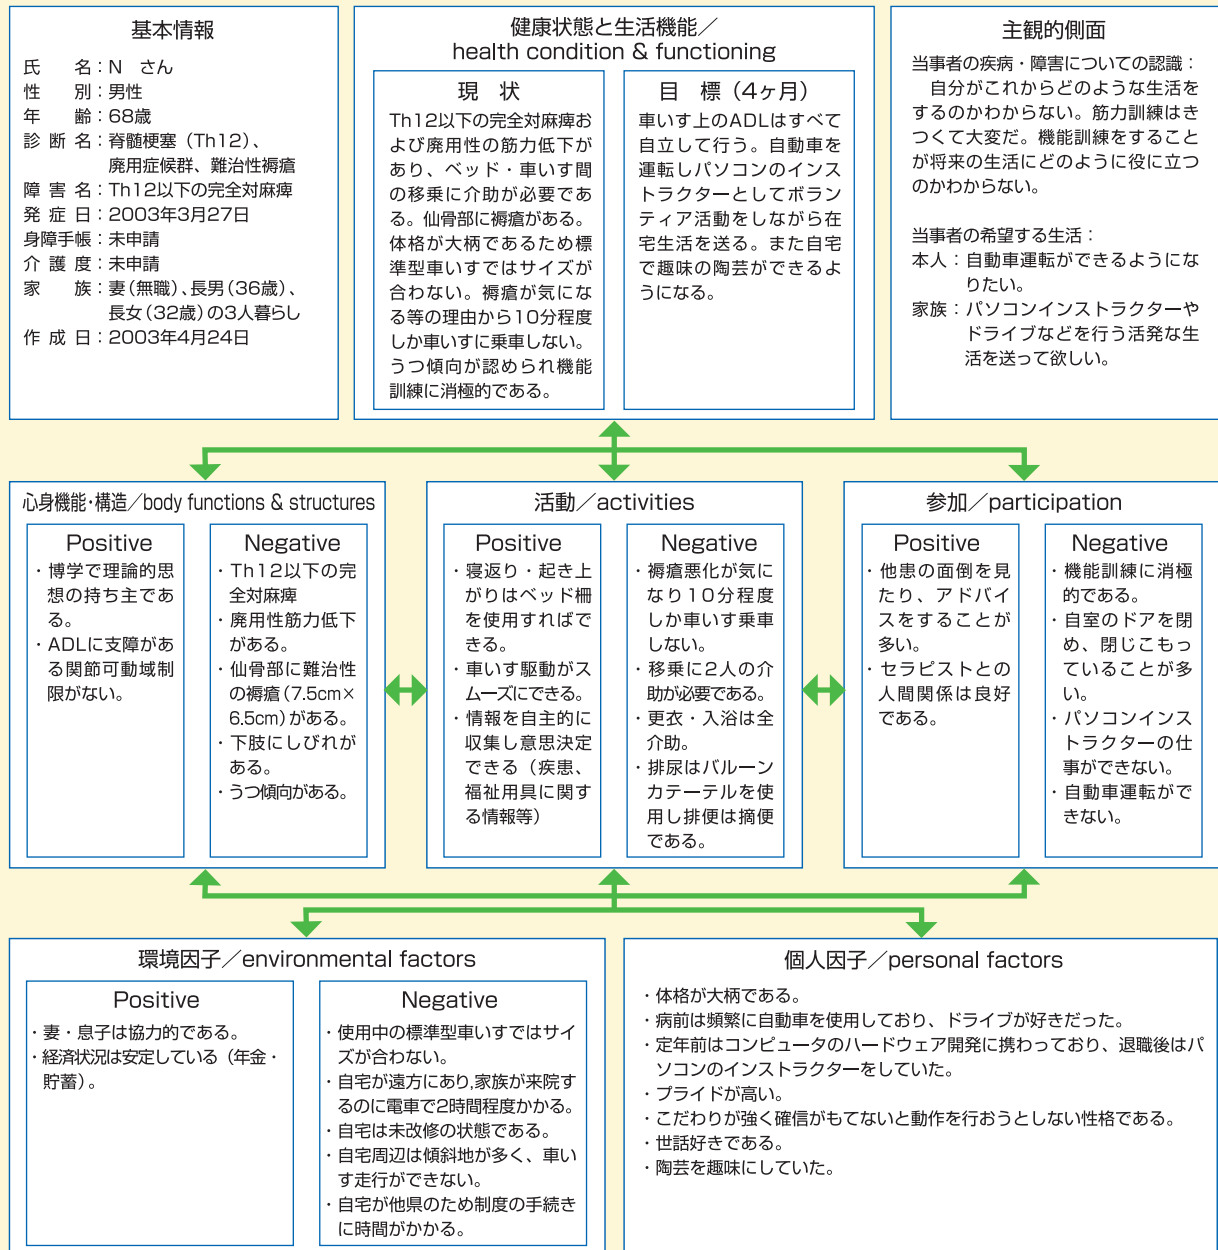 基本情報
氏　　名：N　さん
性　　別：男性
年　　齢：68歳
診 断 名：脊髄梗塞（Th12）、
廃用症候群、難治性褥瘡
障 害 名：Th12以下の完全対麻痺
発 症 日：2003年3月27日
身障手帳：未申請
介 護 度：未申請
家　　族：妻（無職）、長男（36歳）、
長女（32歳）の3人暮らし
作 成 日：2003年4月24日
健康状態と生活機能／
health condition & functioning
現　状
Th12以下の完全対麻痺
および廃用性の筋力低下が
あり、ベッド・車いす間
の移乗に介助が必要であ
る。仙骨部に褥瘡がある。
体格が大柄であるため標
準型車いすではサイズが
合わない。褥瘡が気にな
る等の理由から10分程度
しか車いすに乗車しない。
うつ傾向が認められ機能
訓練に消極的である。
目　標（4ヶ月）
車いす上のADLはすべて
自立して行う。自動車を
運転しパソコンのインス
トラクターとしてボラン
ティア活動をしながら在
宅生活を送る。また自宅
で趣味の陶芸ができるよ
うになる。
主観的側面
当事者の疾病・障害についての認識：
自分がこれからどのような生活を
するのかわからない。筋力訓練はき
つくて大変だ。機能訓練をすること
が将来の生活にどのように役に立つ
のかわからない。
当事者の希望する生活：
本人：自動車運転ができるようにな
りたい。
家族：パソコンインストラクターや
ドライブなどを行う活発な生
活を送って欲しい。
心身機能・構造／body functions & structures
Positive
・博学で理論的思
想の持ち主であ
る。
・ADLに支障があ
る関節可動域制
限がない。
Negative
・Th12以下の完
全対麻痺
・廃用性筋力低下
がある。
・仙骨部に難治性
の褥瘡（7.5cm×
6.5cm）がある。
・下肢にしびれが
ある。
・うつ傾向がある。
活動／activities
Positive
・寝返り・起き上
がりはベッド柵
を使用すればで
きる。
・車いす駆動がス
ムーズにできる。
・情報を自主的に
収集し意思決定
できる（疾患、
福祉用具に関す
る情報等）
Negative
・褥瘡悪化が気に
なり10分程度
しか車いす乗車
しない。
・移乗に2人の介
助が必要である。
・更衣・入浴は全
介助。
・排尿はバルーン
カテーテルを使
用し排便は摘便
である。
参加／participation
Positive
・他患の面倒を見
たり、アドバイ
スをすることが
多い。
・セラピストとの
人間関係は良好
である。
Negative
・機能訓練に消極
的である。
・自室のドアを閉
め、閉じこもっ
ていることが多
い。
・パソコンインス
トラクターの仕
事ができない。
・自動車運転がで
きない。
環境因子／environmental factors
Positive
・妻・息子は協力的である。
・経済状況は安定している（年金・
貯蓄）。
Negative
・使用中の標準型車いすではサイ
ズが合わない。
・自宅が遠方にあり,家族が来院す
るのに電車で2時間程度かかる。
・自宅は未改修の状態である。
・自宅周辺は傾斜地が多く、車い
す走行ができない。
・自宅が他県のため制度の手続き
に時間がかかる。
個人因子／personal factors
・体格が大柄である。
・病前は頻繁に自動車を使用しており、ドライブが好きだった。
・定年前はコンピュータのハードウェア開発に携わっており、退職後はパ
ソコンのインストラクターをしていた。
・プライドが高い。
・こだわりが強く確信がもてないと動作を行おうとしない性格である。
・世話好きである。
・陶芸を趣味にしていた。